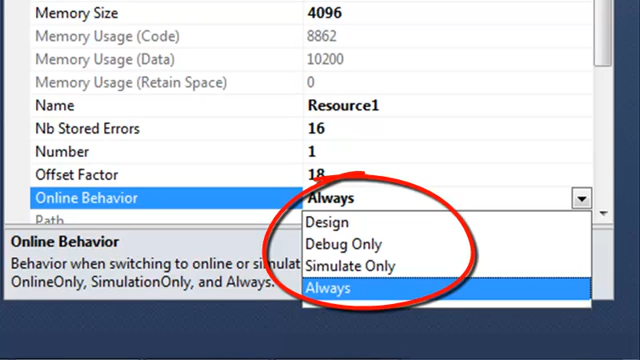 Memory Size 4096
Memory Usage (Code) 8862
Memory Usage (Data) 10200
Memory Usage (Retain Space) 0
Name Resource1
Nb Stored Errors 16
Number 1
Offset Factor 18
Online Behavior Always
Path
Design
Debug Only
Simulate Only
Always
Online Behavior
Behavior when switching to online or simulat
OnlineOnly, SimulationOnly, and Always.